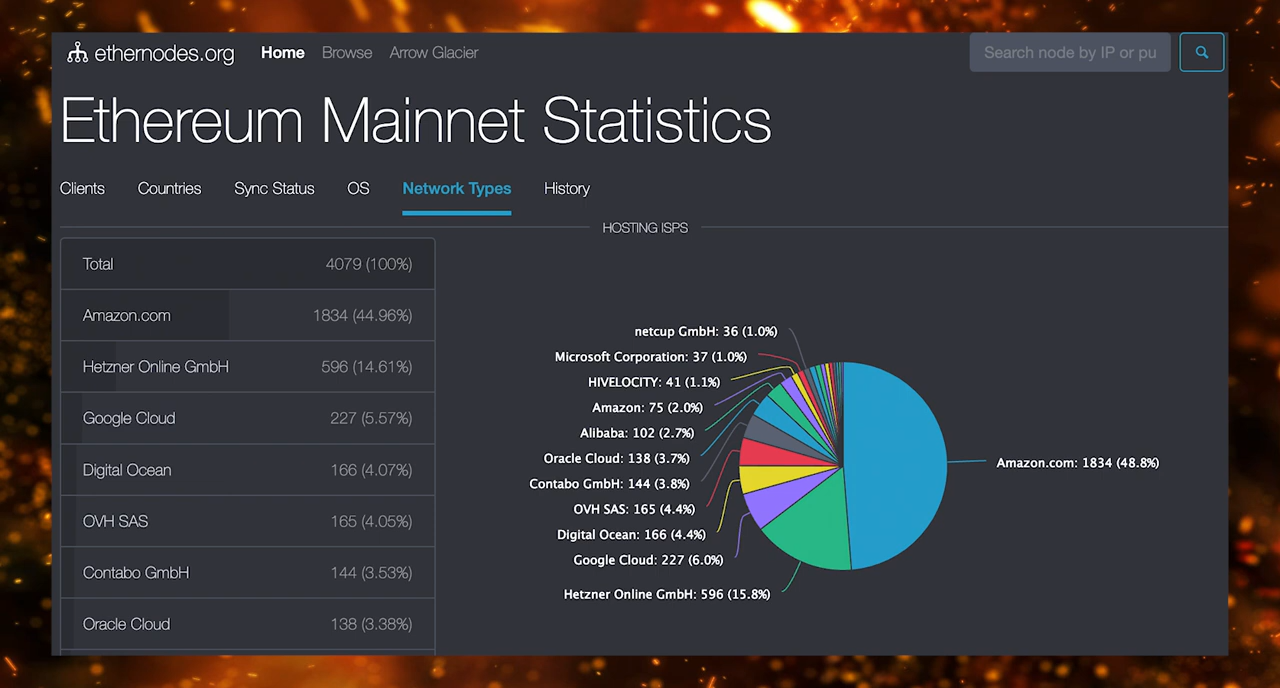 ethernodes.org Home Browse Arrow Glacier Search node by IP or pu
Ethereum Mainnet Statistics
Clients Countries Sync Status OS Network Types History
HOSTING ISPS
Total 4079 (100%)
Amazon.com 1834 (44.96%)
Hetzner Online GmbH 596 (14.61%)
Google Cloud 227 (5.57%)
Digital Ocean 166 (4.07%)
OVH SAS 165 (4.05%)
Contabo GmbH 144 (3.53%)
Oracle Cloud 138 (3.38%)
netcup GmbH: 36 (1.0%)
Microsoft Corporation: 37 (1.0%)
HIVELOCITY: 41 (1.1%)
Amazon: 75 (2.0%)
Alibaba: 102 (2.7%)
Oracle Cloud: 138 (3.7%)
Contabo GmbH: 144 (3.8%)
OVH SAS: 165 (4.4%)
Digital Ocean: 166 (4.4%)
Google Cloud: 227 (6.0%)
Hetzner Online GmbH: 596 (15.8%)
Amazon.com: 1834 (48.8%)